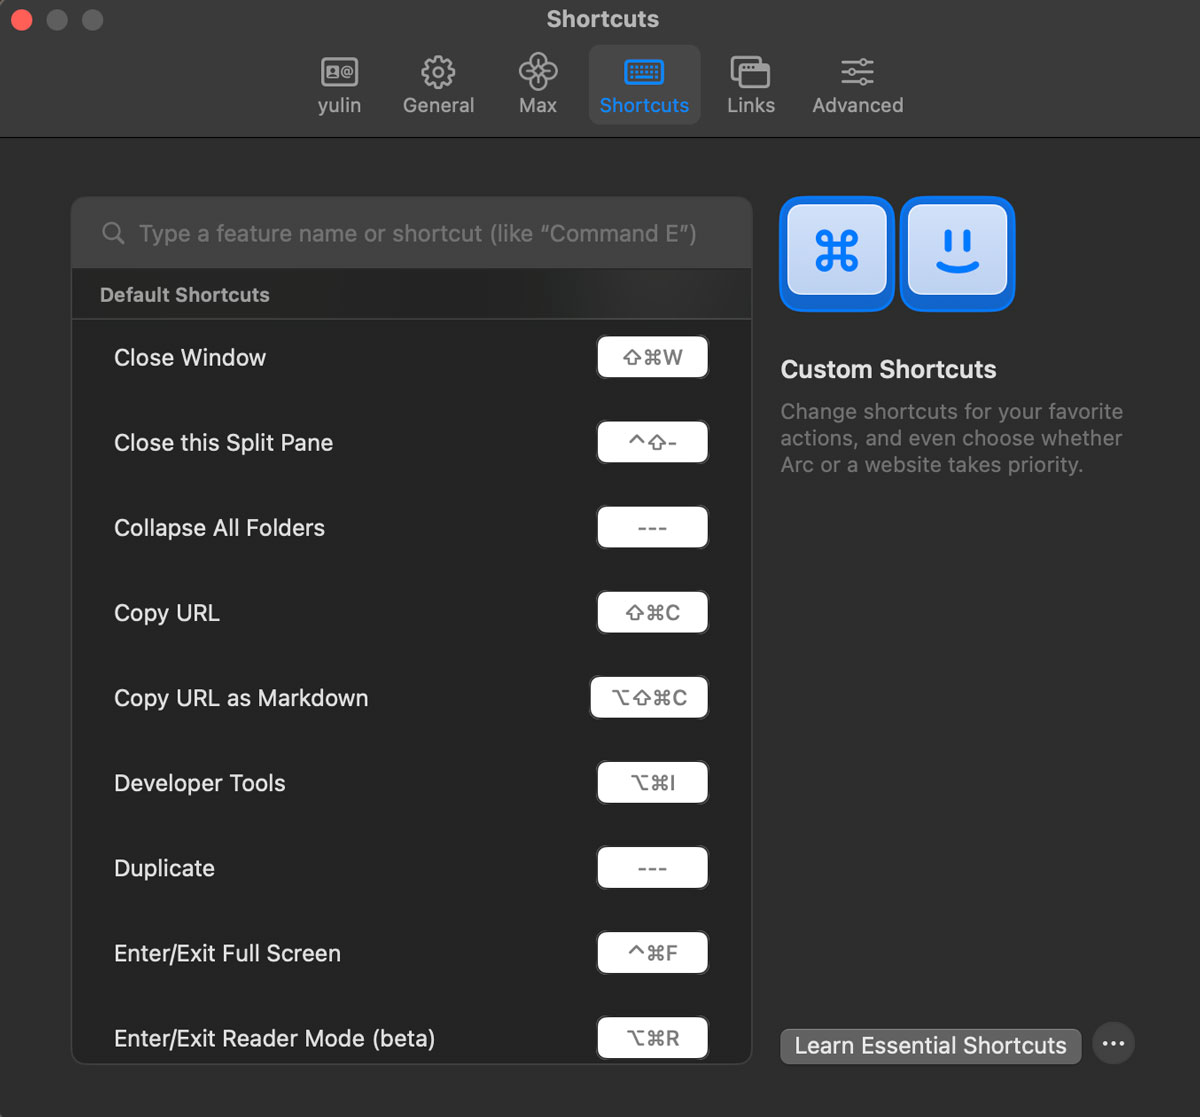 Shortcuts
yulin
General
Max
Shortcuts
Links
Advanced
Type a feature name or shortcut (like “Command E”)
Default Shortcuts
Close Window
⇧⌘W
Close this Split Pane
^⇧-
Collapse All Folders
---
Copy URL
⇧⌘C
Copy URL as Markdown
⌥⇧⌘C
Developer Tools
⌥⌘I
Duplicate
---
Enter/Exit Full Screen
^⌘F
Enter/Exit Reader Mode (beta)
⌥⌘R
Custom Shortcuts
Change shortcuts for your favorite
actions, and even choose whether
Arc or a website takes priority.
Learn Essential Shortcuts